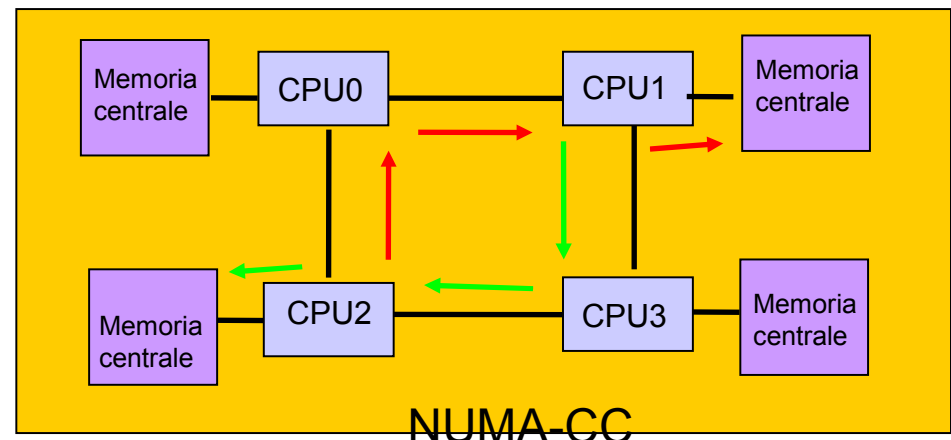 Memoria
centrale
CPU0
CPU1
Memoria
centrale
Memoria
centrale
CPU2
CPU3
Memoria
centrale
NUMA-CC